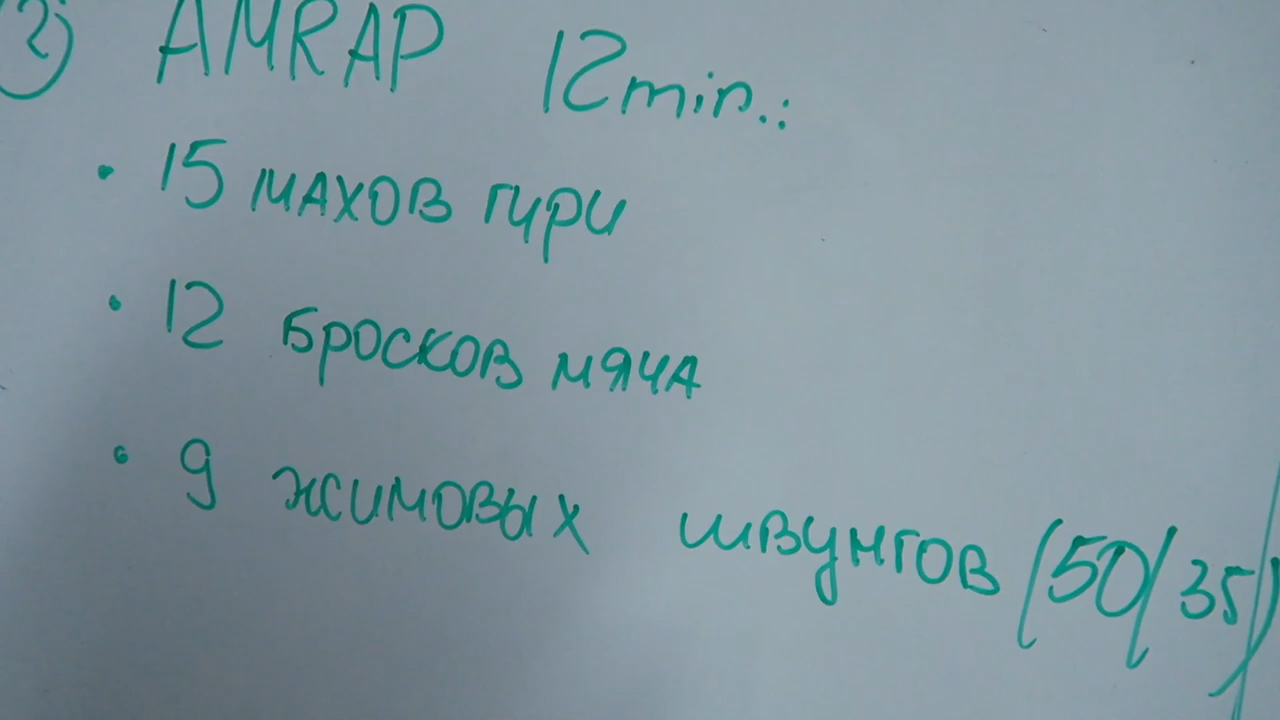 2) AMRAP 12min.:
• 15 махов гири
• 12 бросков мяча
• 9 жимовых швунгов (50/35)